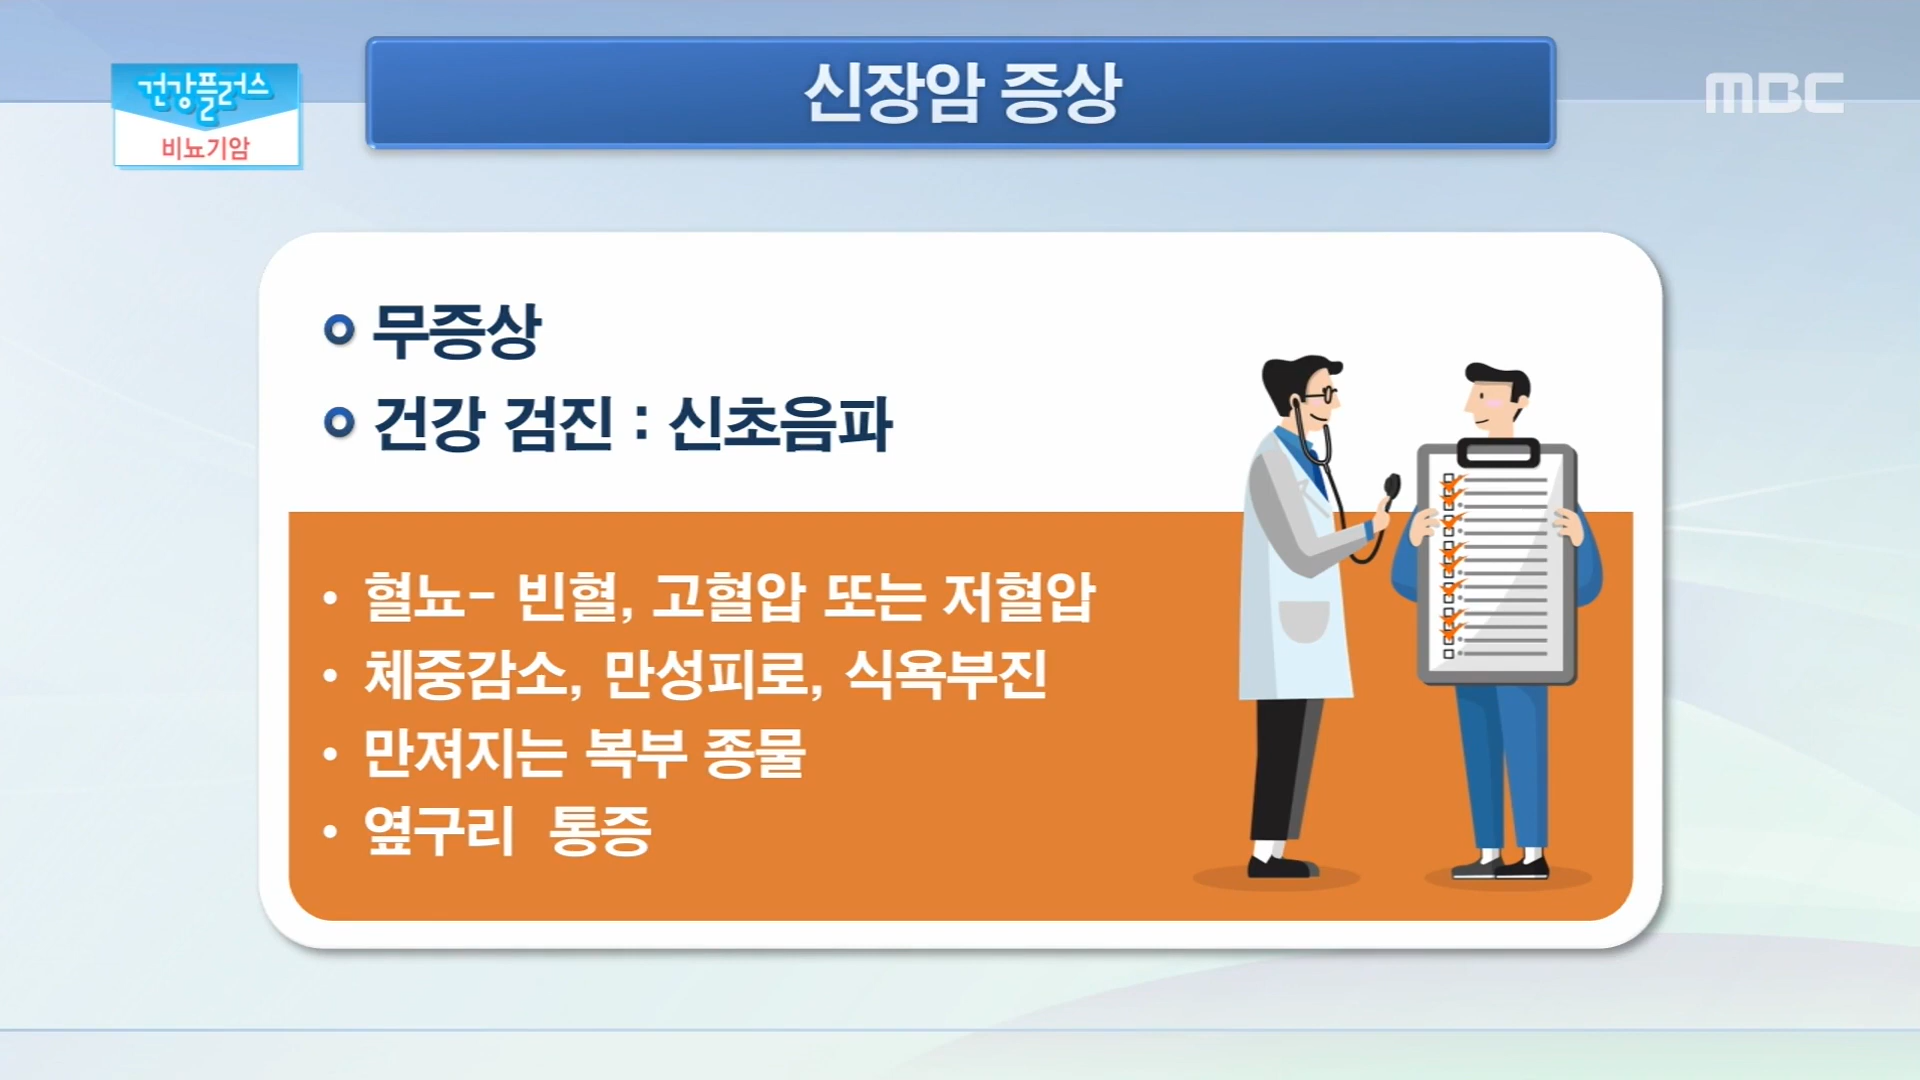 건강플러스
비뇨기암
신장암 증상
MBC
무증상
건강 검진 : 신초음파
• 혈뇨- 빈혈, 고혈압 또는 저혈압
• 체중감소, 만성피로, 식욕부진
• 만져지는 복부 종물
• 옆구리 통증